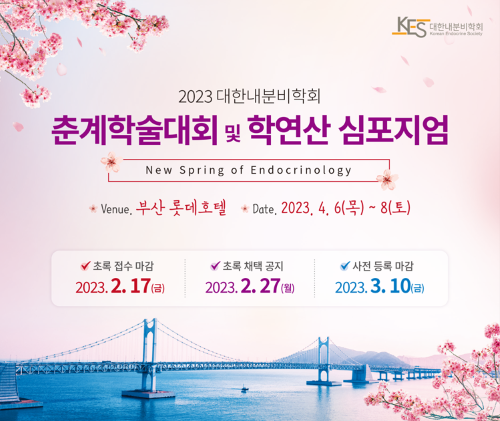 KES 대한내분비학회
Korean Endocrine Society
2023 대한내분비학회
춘계학술대회 및 학연산 심포지엄
New Spring of Endocrinology
Venue. 부산 롯데호텔 Date. 2023. 4. 6(목) ~ 8(토)
초록 접수 마감
2023. 2. 17(금)
초록 채택 공지
2023. 2. 27(월)
사전 등록 마감
2023. 3. 10(금)